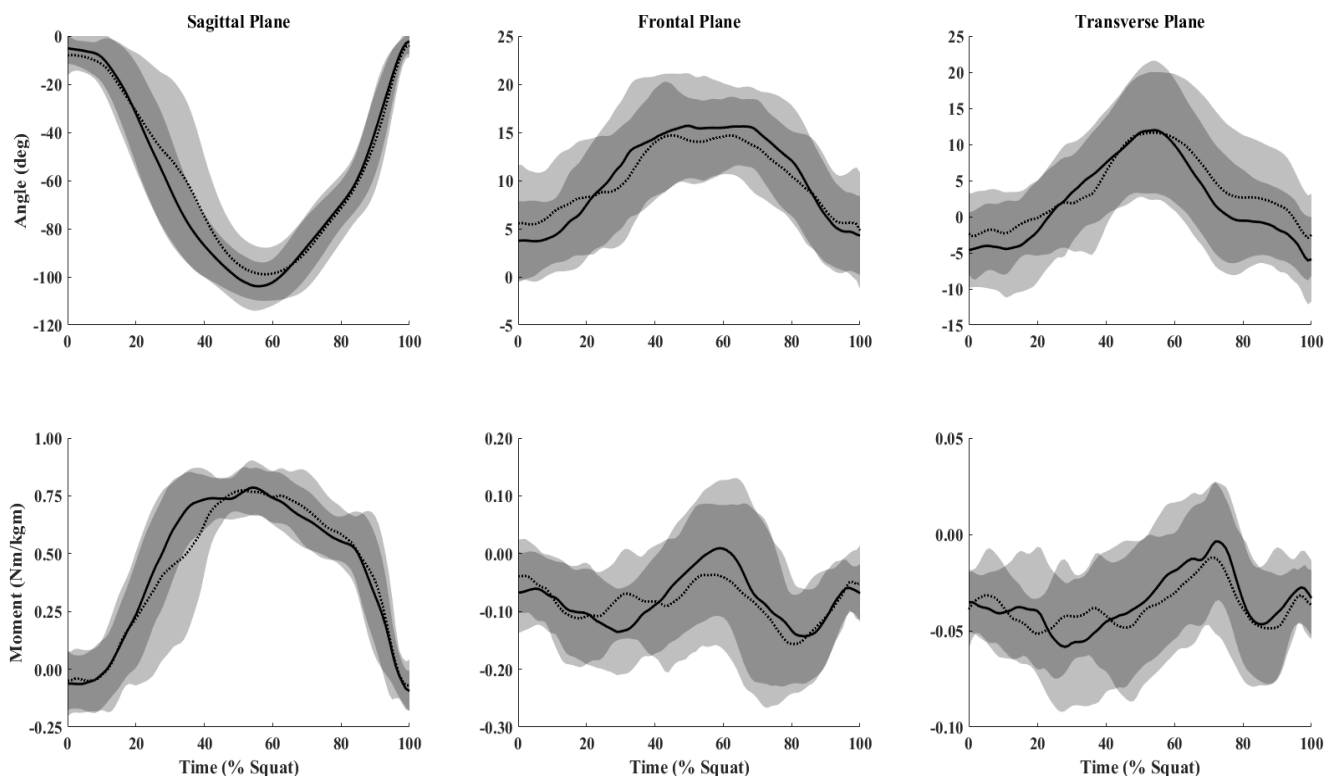 Sagittal Plane
Frontal Plane
Transverse Plane
Angle (deg)
0
-20
-40
-60
-80
-100
-120
0 20 40 60 80 100
25
20
15
10
5
0
-5
0 20 40 60 80 100
25
20
15
10
5
0
-5
-10
-15
0 20 40 60 80 100
Moment (Nm/kgm)
1.00
0.75
0.50
0.25
0.00
-0.25
0 20 40 60 80 100
Time (% Squat)
0.20
0.10
0.00
-0.10
-0.20
-0.30
0 20 40 60 80 100
Time (% Squat)
0.05
0.00
-0.05
-0.10
0 20 40 60 80 100
Time (% Squat)